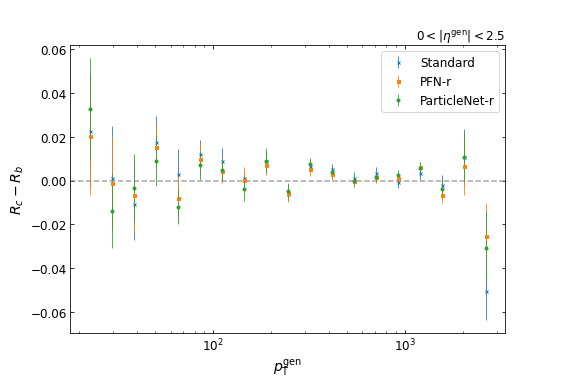 0 < |η^gen| < 2.5
0.06
0.04
0.02
0.00
−0.02
−0.04
−0.06
R_c − R_b
Standard
PFN-r
ParticleNet-r
10^2
10^3
p_T^gen